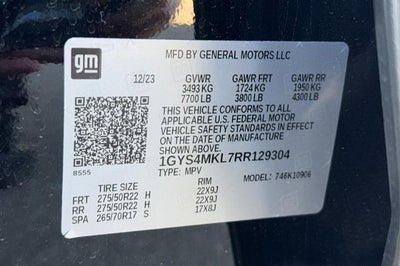 gm
MFD BY GENERAL MOTORS LLC
12/23 GVWR GAWR FRT GAWR RR
3493 KG 1724 KG 1950 KG
7700 LB 3800 LB 4300 LB
THIS VEHICLE CONFORMS TO ALL
APPLICABLE U.S. FEDERAL MOTOR
VEHICLE SAFETY STANDARDS IN EFFECT ON
THE DATE OF MANUFACTURE SHOWN ABOVE.
8555 1GYS4MKL7RR129304
TYPE: MPV MODEL: 746K10906
TIRE SIZE RIM
FRT 275/50R22 H 22X9J
RR 275/50R22 H 22X9J
SPA 265/70R17 S 17X8J